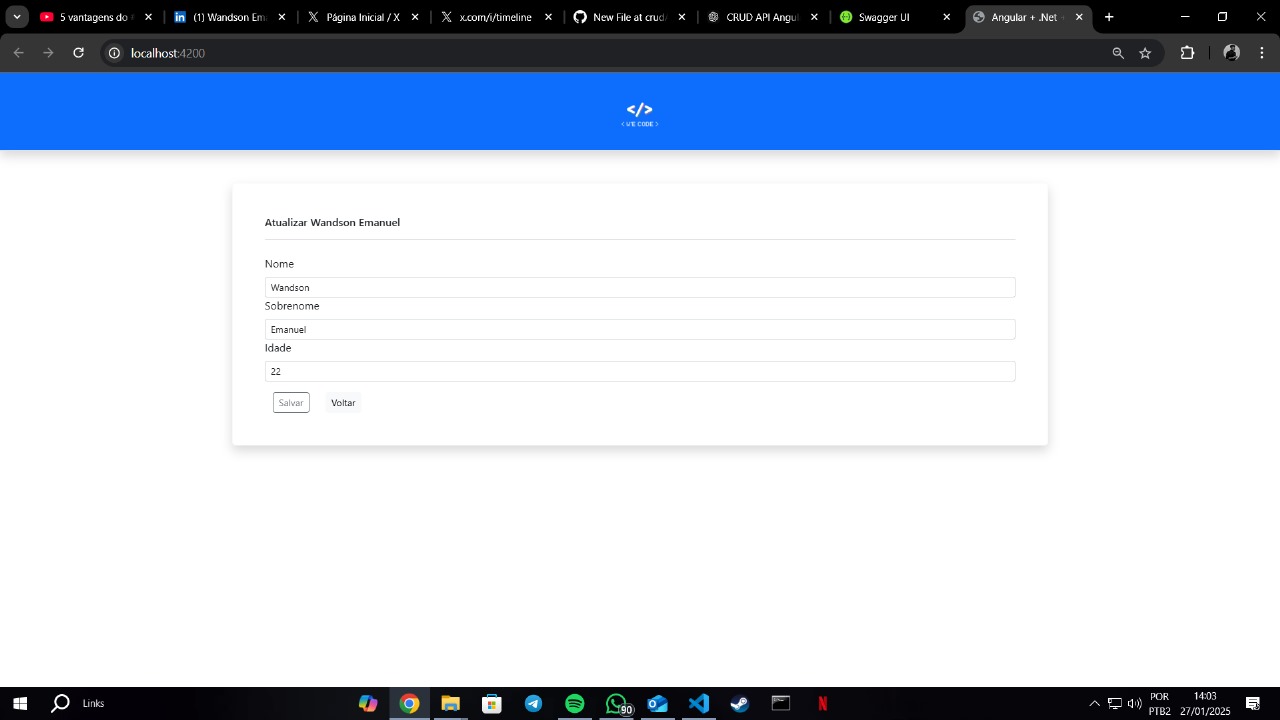 5 vantagens do
(1) Wandson Em
Página Inicial / X
x.com/i/timeline
New File at crud/
CRUD API Angu
Swagger UI
Angular + .Net
localhost:4200
</>
< WE CODE >
Atualizar Wandson Emanuel
Nome
Wandson
Sobrenome
Emanuel
Idade
22
Salvar
Voltar
Links
90
POR
PTB2
14:03
27/01/2025